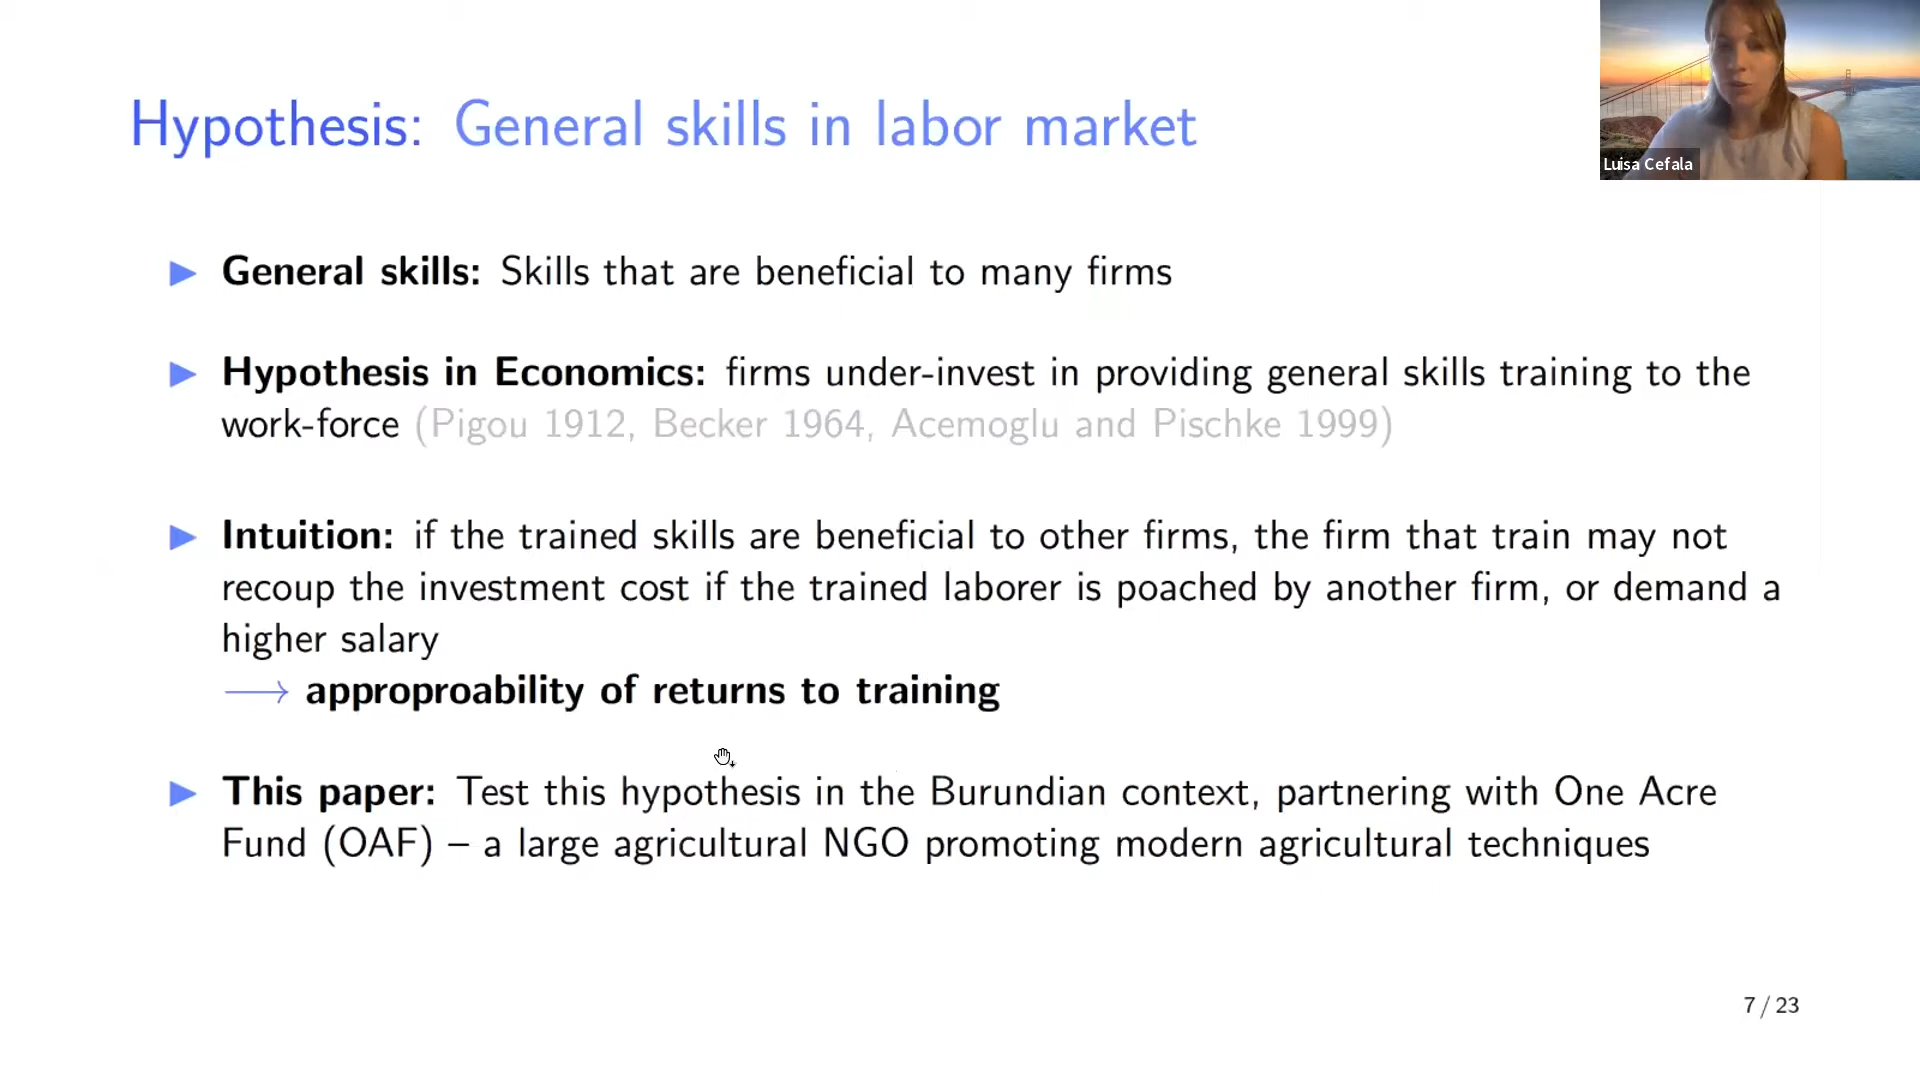 Hypothesis: General skills in labor market
Luisa Cefala
General skills: Skills that are beneficial to many firms
Hypothesis in Economics: firms under-invest in providing general skills training to the
work-force (Pigou 1912, Becker 1964, Acemoglu and Pischke 1999)
Intuition: if the trained skills are beneficial to other firms, the firm that train may not
recoup the investment cost if the trained laborer is poached by another firm, or demand a
higher salary
→ approproability of returns to training
This paper: Test this hypothesis in the Burundian context, partnering with One Acre
Fund (OAF) – a large agricultural NGO promoting modern agricultural techniques
7 / 23